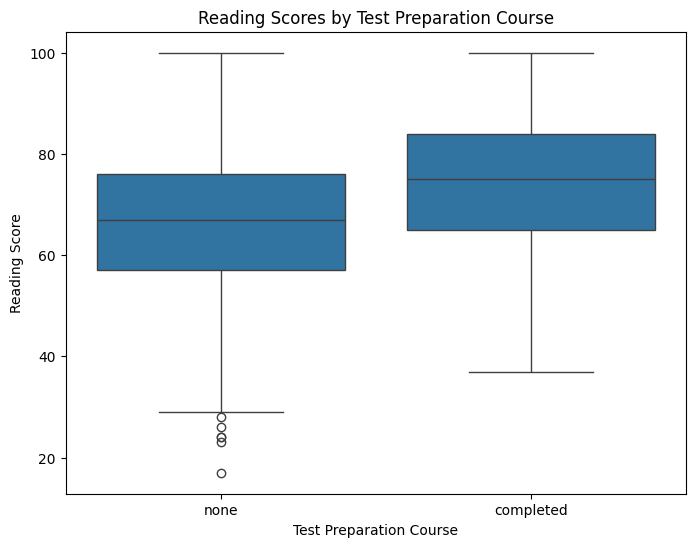 Reading Scores by Test Preparation Course
Reading Score
100
80
60
40
20
none completed
Test Preparation Course